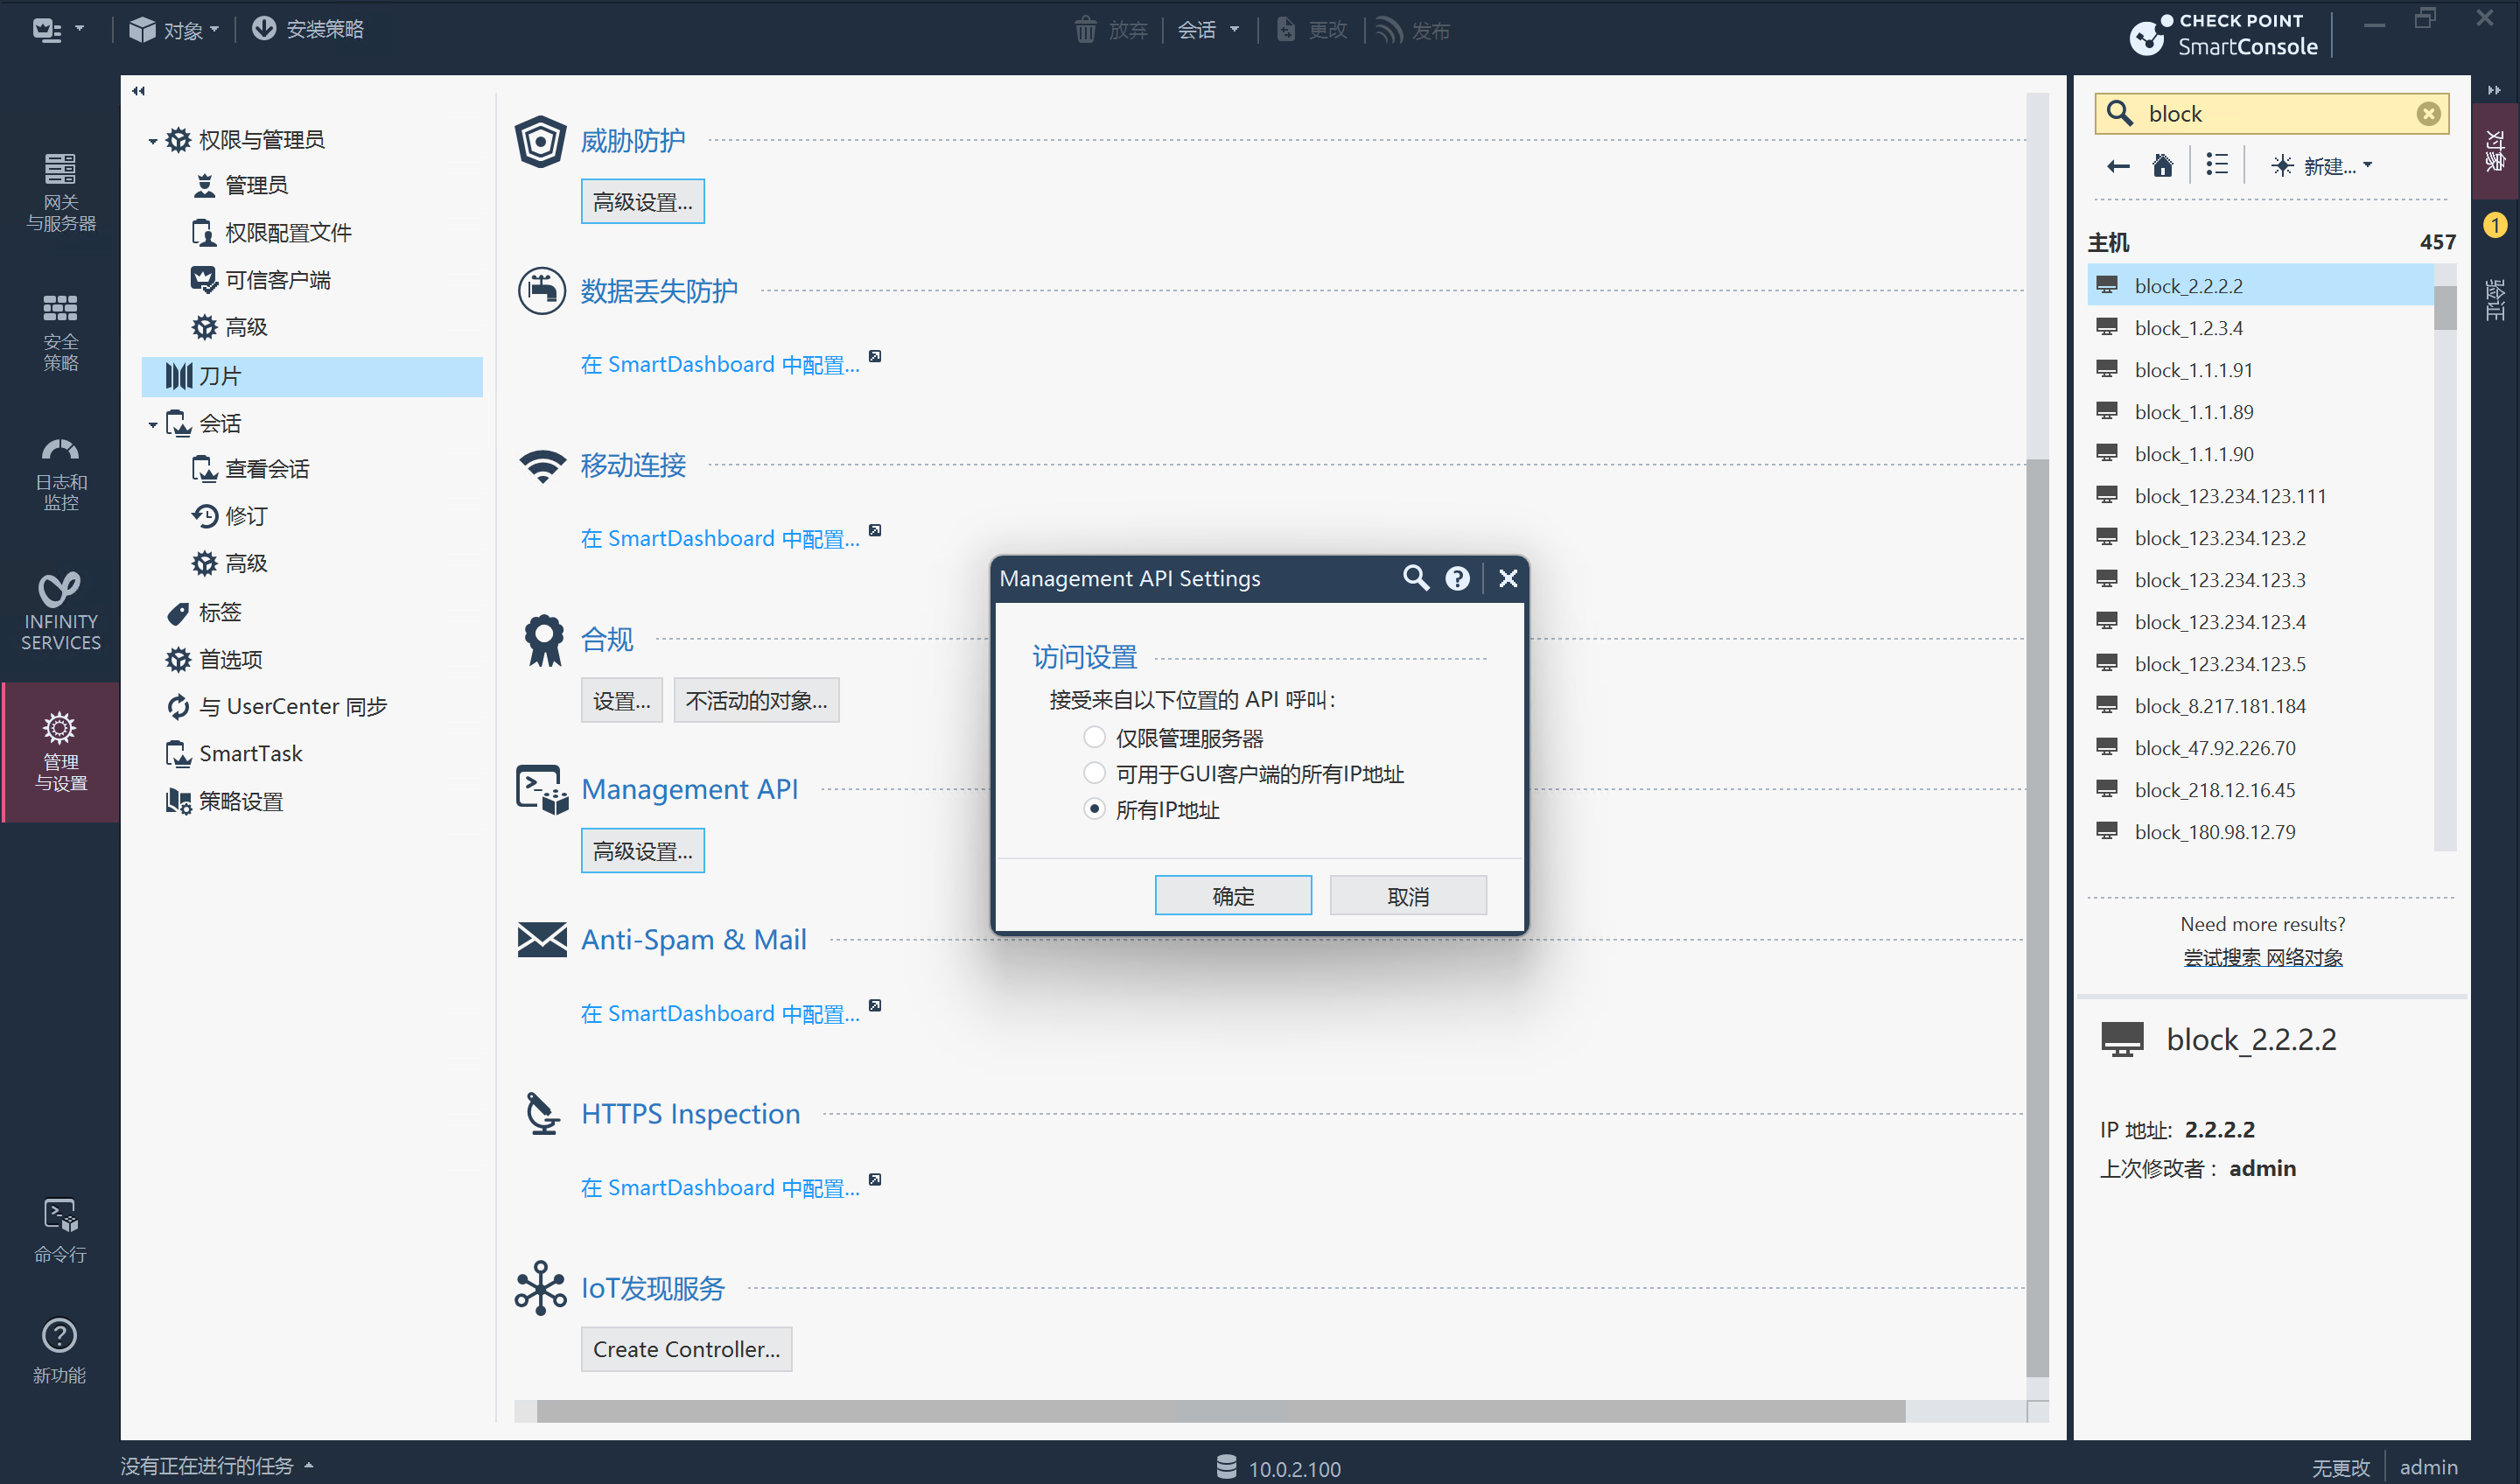 对象
安装策略
放弃
会话
更改
发布
CHECK POINT
SmartConsole
网关
与服务器
安全
策略
日志和
监控
INFINITY
SERVICES
管理
与设置
命令行
新功能
权限与管理员
管理员
权限配置文件
可信客户端
高级
刀片
会话
查看会话
修订
高级
标签
首选项
与 UserCenter 同步
SmartTask
策略设置
威胁防护
高级设置...
数据丢失防护
在 SmartDashboard 中配置...
移动连接
在 SmartDashboard 中配置...
合规
设置...
不活动的对象...
Management API
高级设置...
Anti-Spam & Mail
在 SmartDashboard 中配置...
HTTPS Inspection
在 SmartDashboard 中配置...
IoT发现服务
Create Controller...
Management API Settings
访问设置
接受来自以下位置的 API 呼叫:
仅限管理服务器
可用于GUI客户端的所有IP地址
所有IP地址
确定
取消
block
新建...
主机 457
block_2.2.2.2
block_1.2.3.4
block_1.1.1.91
block_1.1.1.89
block_1.1.1.90
block_123.234.123.111
block_123.234.123.2
block_123.234.123.3
block_123.234.123.4
block_123.234.123.5
block_8.217.181.184
block_47.92.226.70
block_218.12.16.45
block_180.98.12.79
Need more results?
尝试搜索 网络对象
block_2.2.2.2
IP 地址: 2.2.2.2
上次修改者： admin
对象
1
验证
没有正在进行的任务
10.0.2.100
无更改
admin